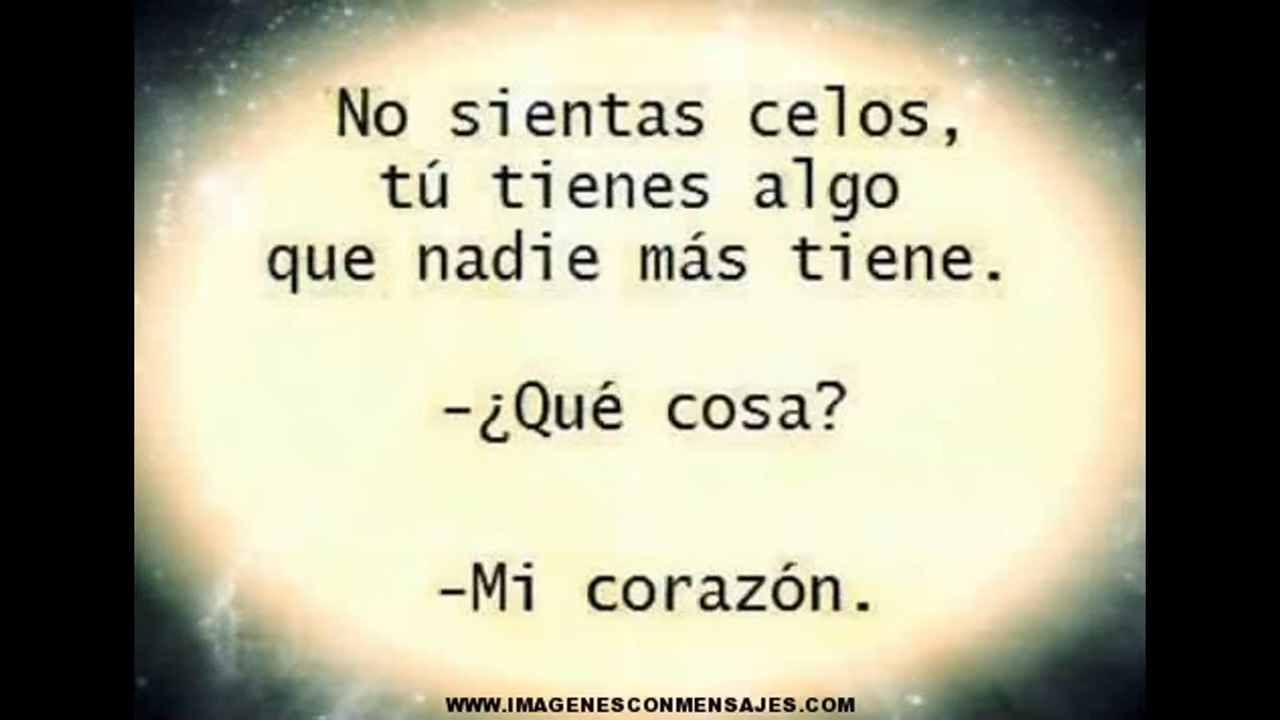 No sientas celos,
tú tienes algo
que nadie más tiene.
-¿Qué cosa?
-Mi corazón.
WWW.IMAGENESCONMENSAJES.COM